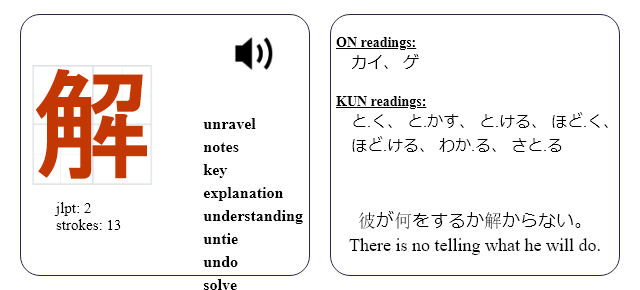 解
jlpt: 2
strokes: 13
unravel
notes
key
explanation
understanding
untie
undo
solve
ON readings:
カイ、 ゲ
KUN readings:
と.く、 と.かす、 と.ける、 ほど.く、
ほど.ける、 わか.る、 さと.る
彼が何をするか解からない。
There is no telling what he will do.